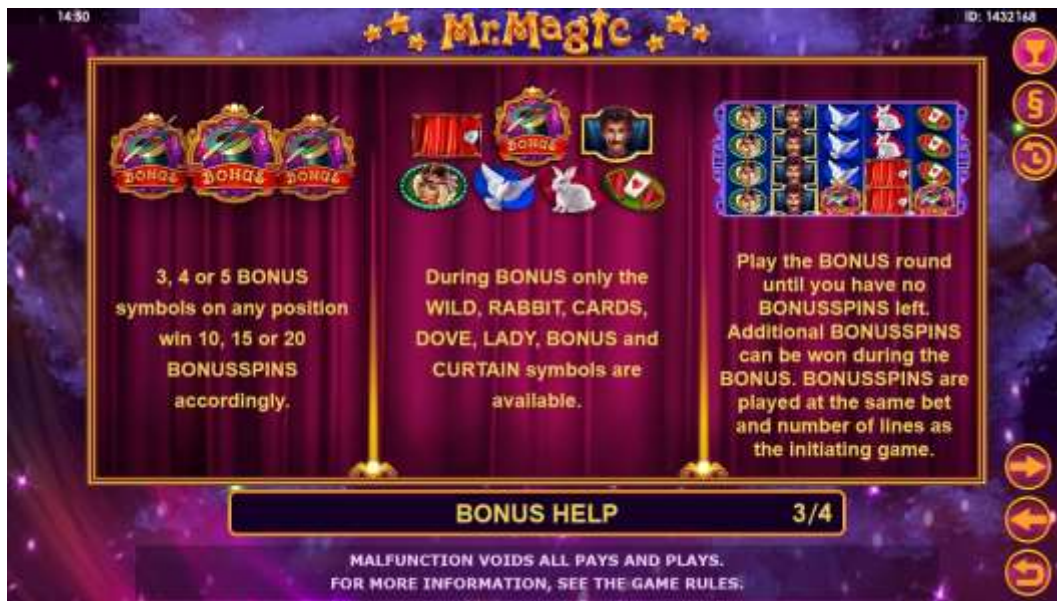 14:50
ID: 1432168
Mr.Magic
BONUS BONUS BONUS
BONUS
3, 4 or 5 BONUS
symbols on any position
win 10, 15 or 20
BONUSSPINS
accordingly.
During BONUS only the
WILD, RABBIT, CARDS,
DOVE, LADY, BONUS and
CURTAIN symbols are
available.
Play the BONUS round
until you have no
BONUSSPINS left.
Additional BONUSSPINS
can be won during the
BONUS. BONUSSPINS are
played at the same bet
and number of lines as
the initiating game.
BONUS HELP 3/4
MALFUNCTION VOIDS ALL PAYS AND PLAYS.
FOR MORE INFORMATION, SEE THE GAME RULES.
§